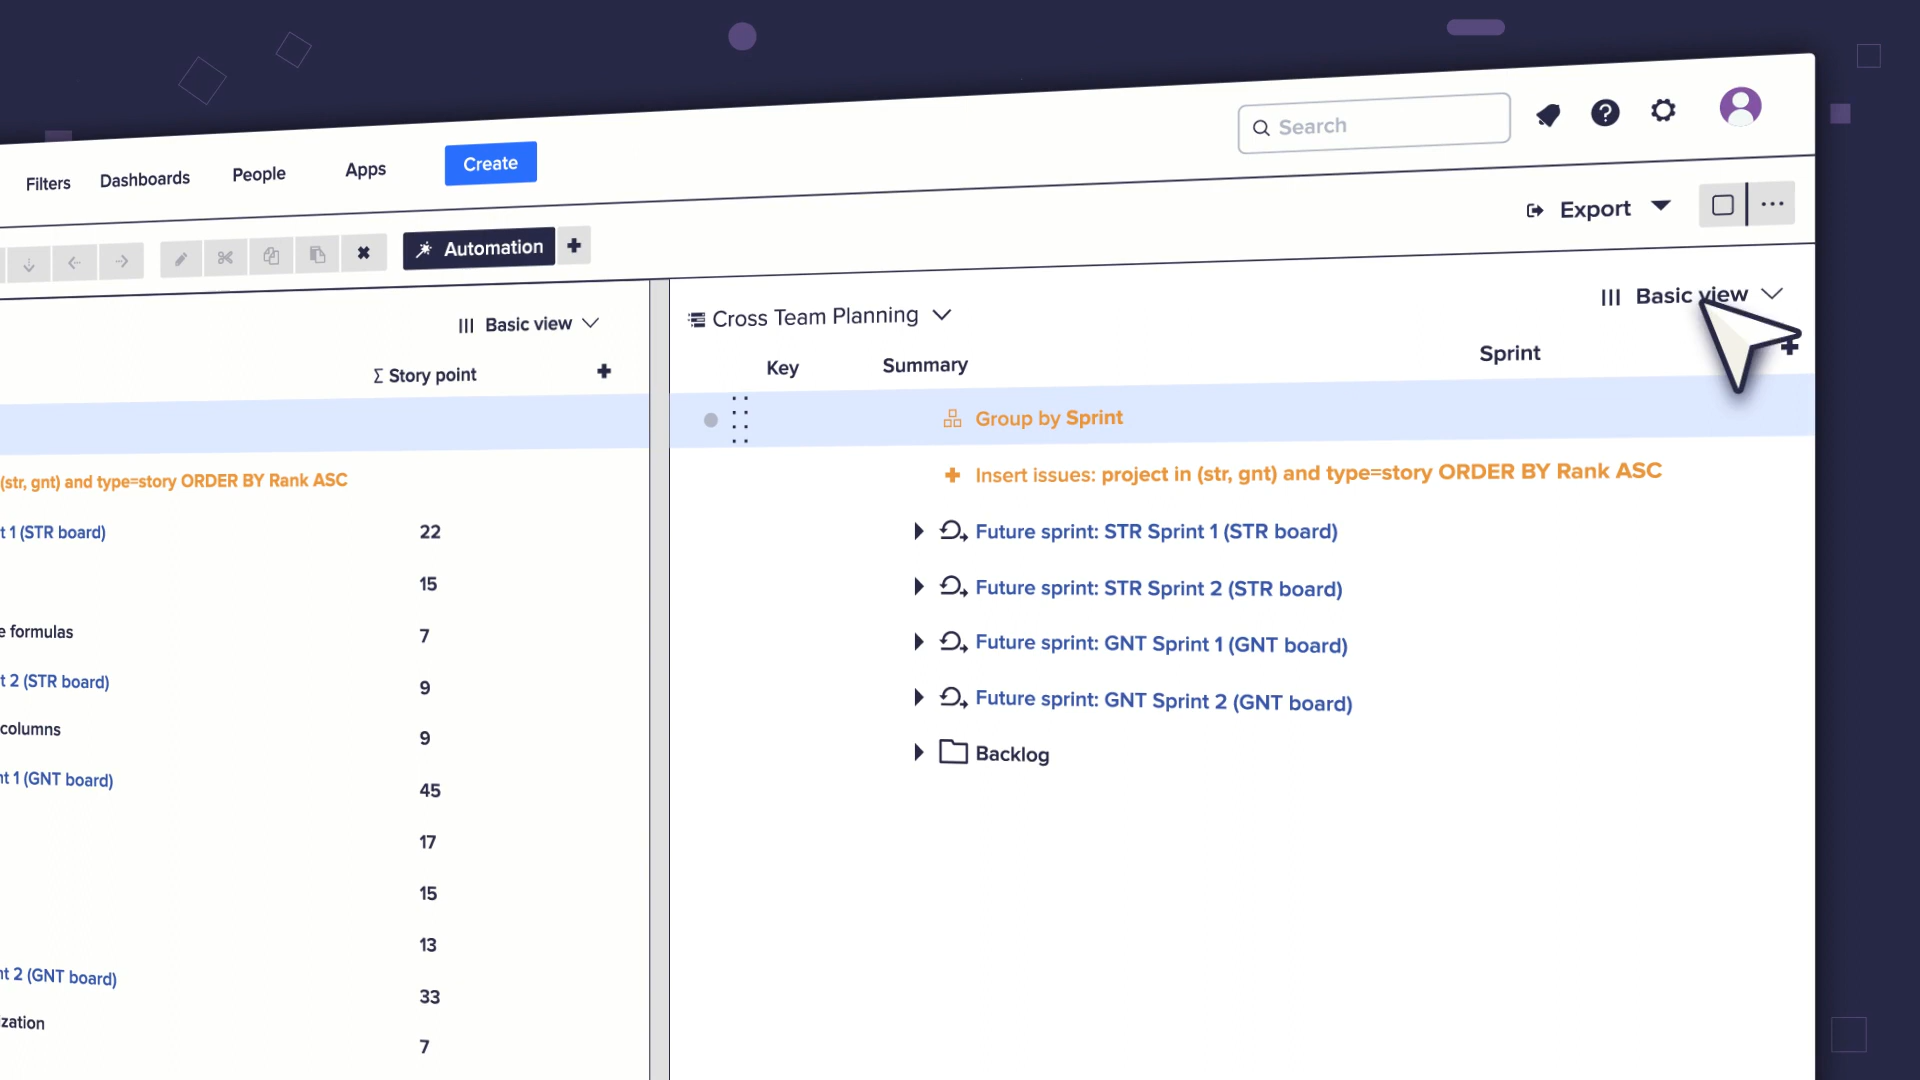 Search
Filters Dashboards People Apps Create
Export
Automation
Basic view
Σ Story point
(str, gnt) and type=story ORDER BY Rank ASC
t 1 (STR board) 22
15
e formulas 7
t 2 (STR board) 9
columns 9
nt 1 (GNT board) 45
17
15
13
nt 2 (GNT board) 33
zation 7
Cross Team Planning Basic view
Key Summary Sprint
Group by Sprint
Insert issues: project in (str, gnt) and type=story ORDER BY Rank ASC
Future sprint: STR Sprint 1 (STR board)
Future sprint: STR Sprint 2 (STR board)
Future sprint: GNT Sprint 1 (GNT board)
Future sprint: GNT Sprint 2 (GNT board)
Backlog